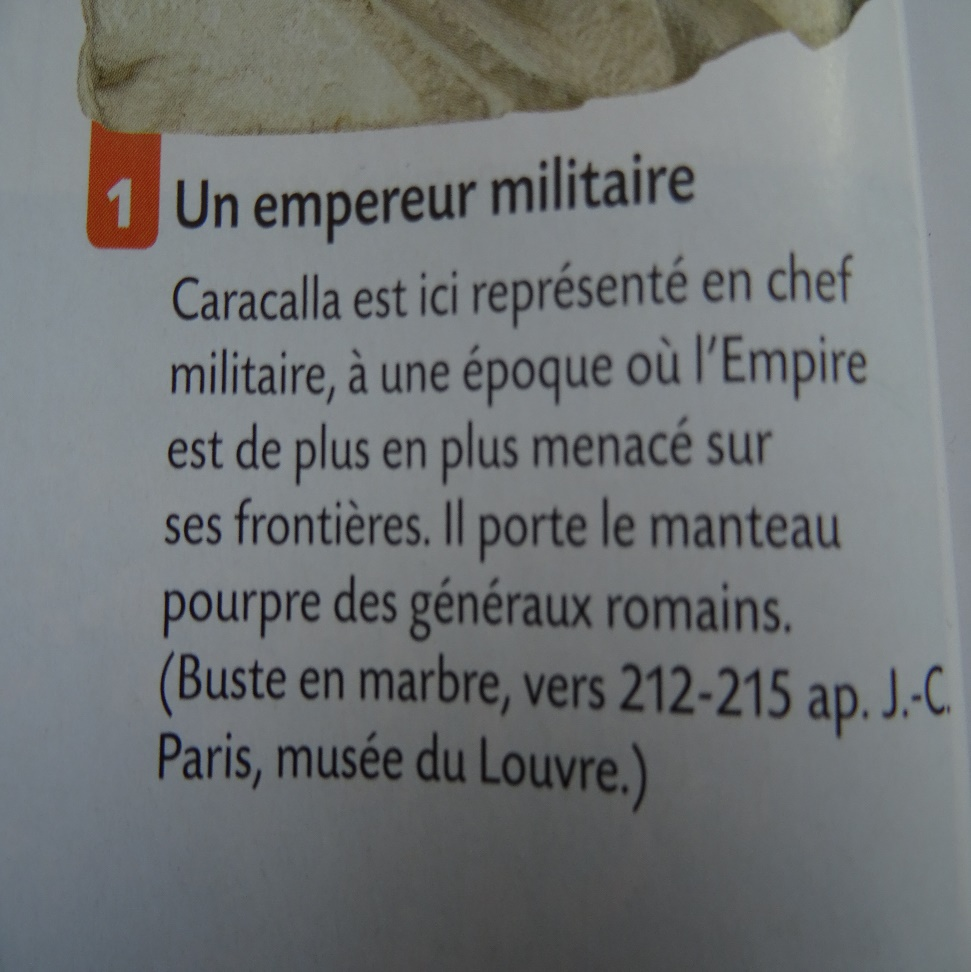 1 Un empereur militaire
Caracalla est ici représenté en chef
militaire, à une époque où l'Empire
est de plus en plus menacé sur
ses frontières. Il porte le manteau
pourpre des généraux romains.
(Buste en marbre, vers 212-215 ap. J.-C.
Paris, musée du Louvre.)